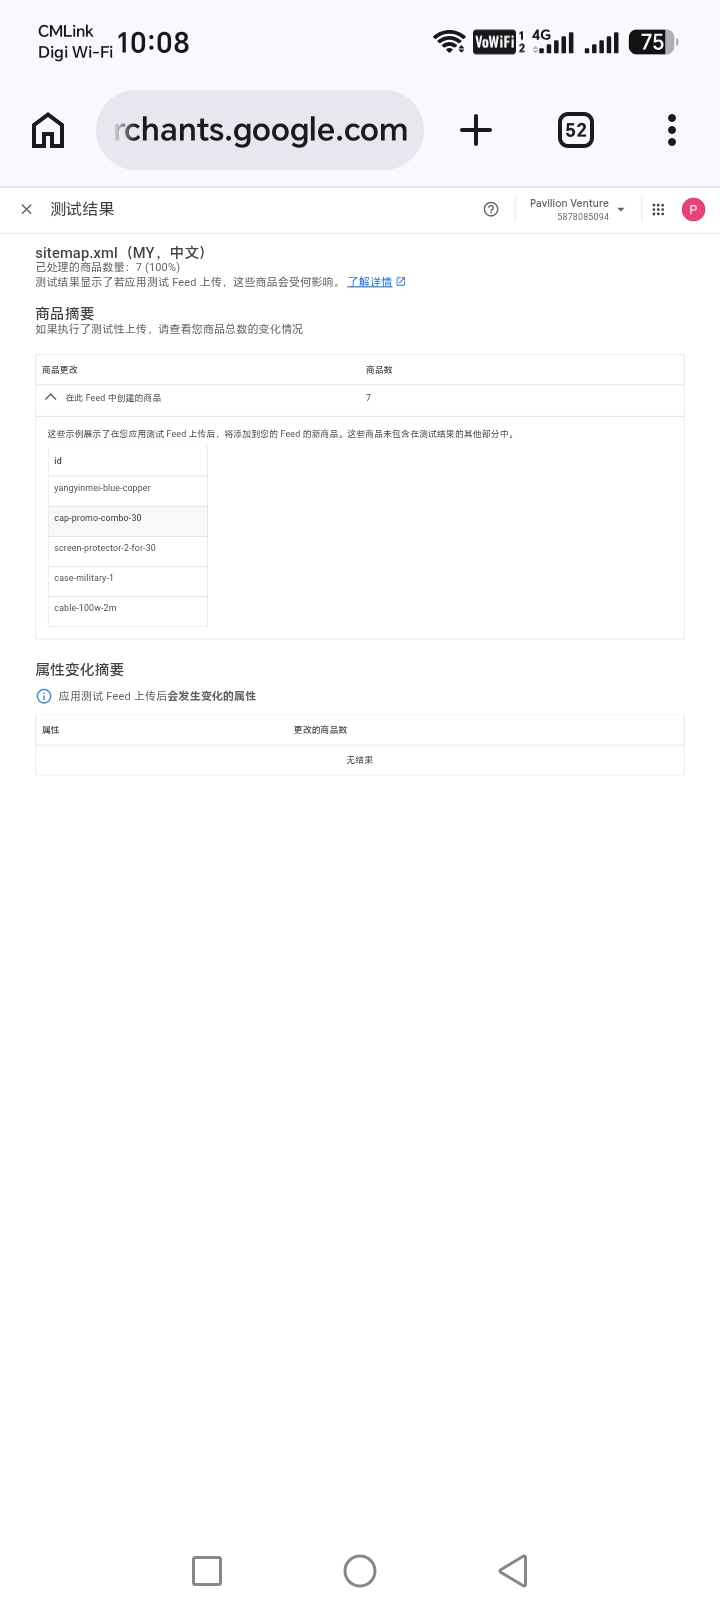 CMLink
Digi Wi-Fi 10:08 VoWiFi 1 2 4G 75
rchants.google.com 52
测试结果 Pavilion Venture
5878085094 P
sitemap.xml（MY，中文）
已处理的商品数量：7 (100%)
测试结果显示了若应用测试 Feed 上传，这些商品会受何影响。 了解详情
商品摘要
如果执行了测试性上传，请查看您商品总数的变化情况
商品更改 商品数
在此 Feed 中创建的商品 7
这些示例展示了在您应用测试 Feed 上传后，将添加到您的 Feed 的新商品。这些商品未包含在测试结果的其他部分中。
id
yangyinmei-blue-copper
cap-promo-combo-30
screen-protector-2-for-30
case-military-1
cable-100w-2m
属性变化摘要
应用测试 Feed 上传后会发生变化的属性
属性 更改的商品数
无结果